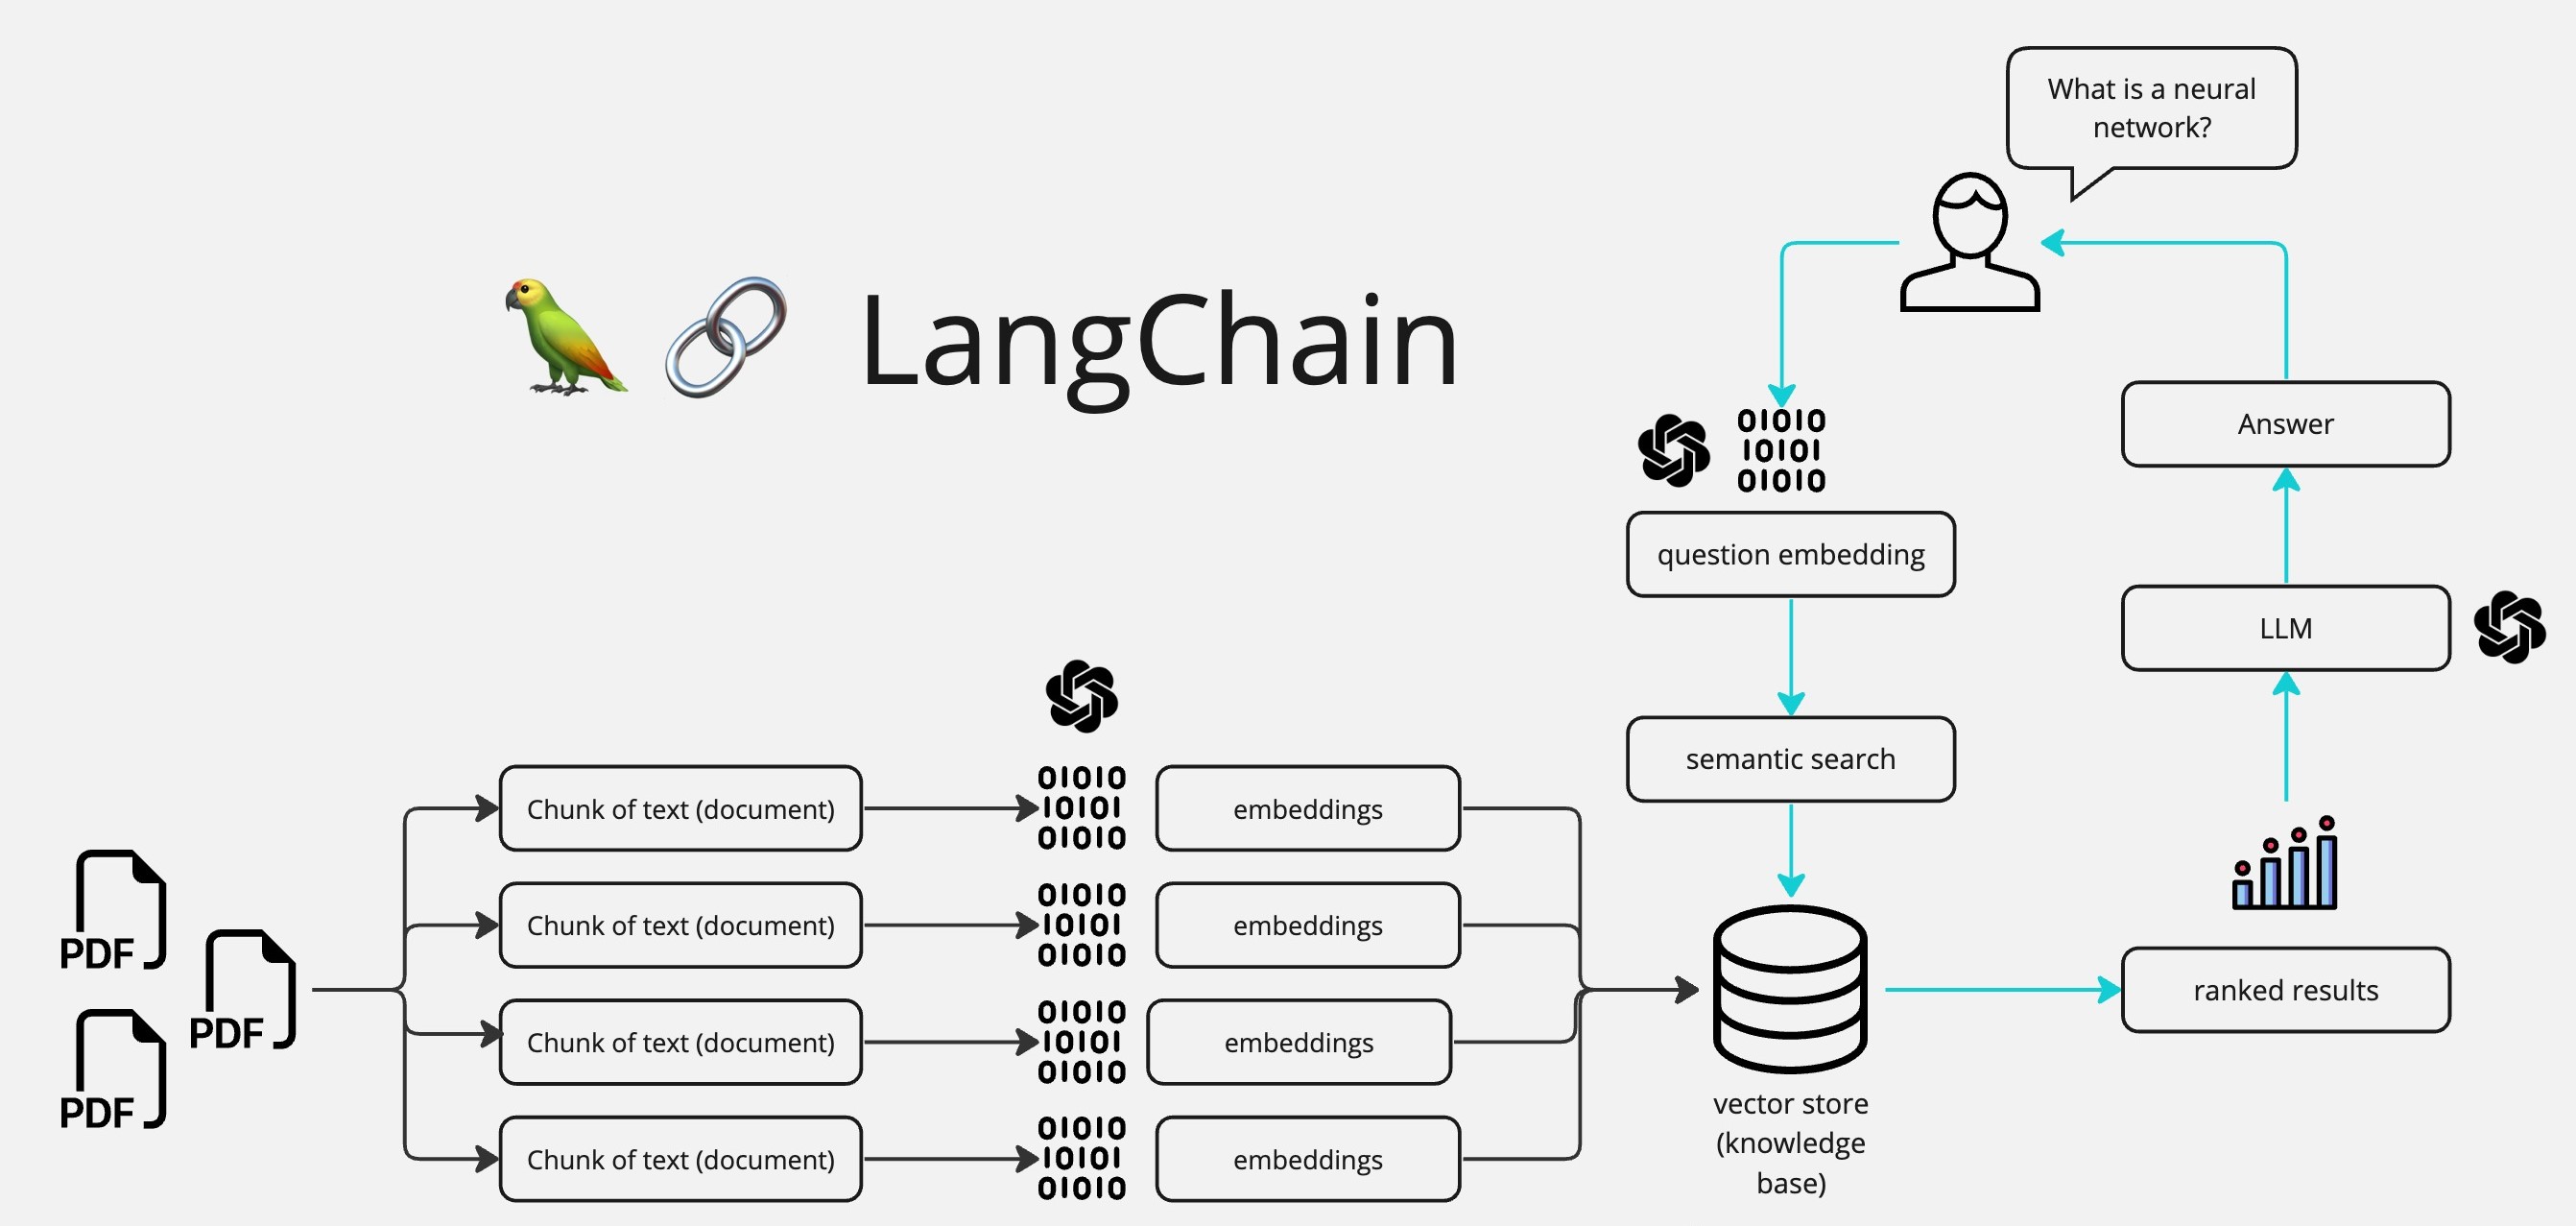 What is a neural
network?
LangChain
01010
10101
01010
Answer
question embedding
LLM
semantic search
Chunk of text (document)
01010
10101
01010
embeddings
Chunk of text (document)
01010
10101
01010
embeddings
Chunk of text (document)
01010
10101
01010
embeddings
Chunk of text (document)
01010
10101
01010
embeddings
PDF
PDF
PDF
ranked results
vector store
(knowledge
base)